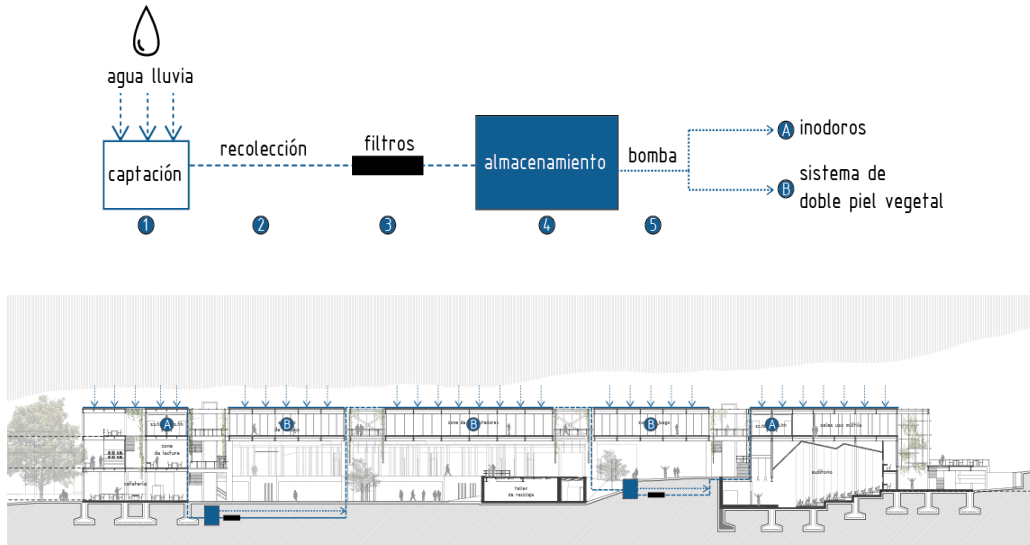 agua lluvia
captación
recolección
filtros
almacenamiento
bomba
A inodoros
B sistema de
doble piel vegetal
1
2
3
4
5
A
B
B
B
A
zona
de lectura
cafetería
taller
de reciclaje
salas uso múltiple
auditorio